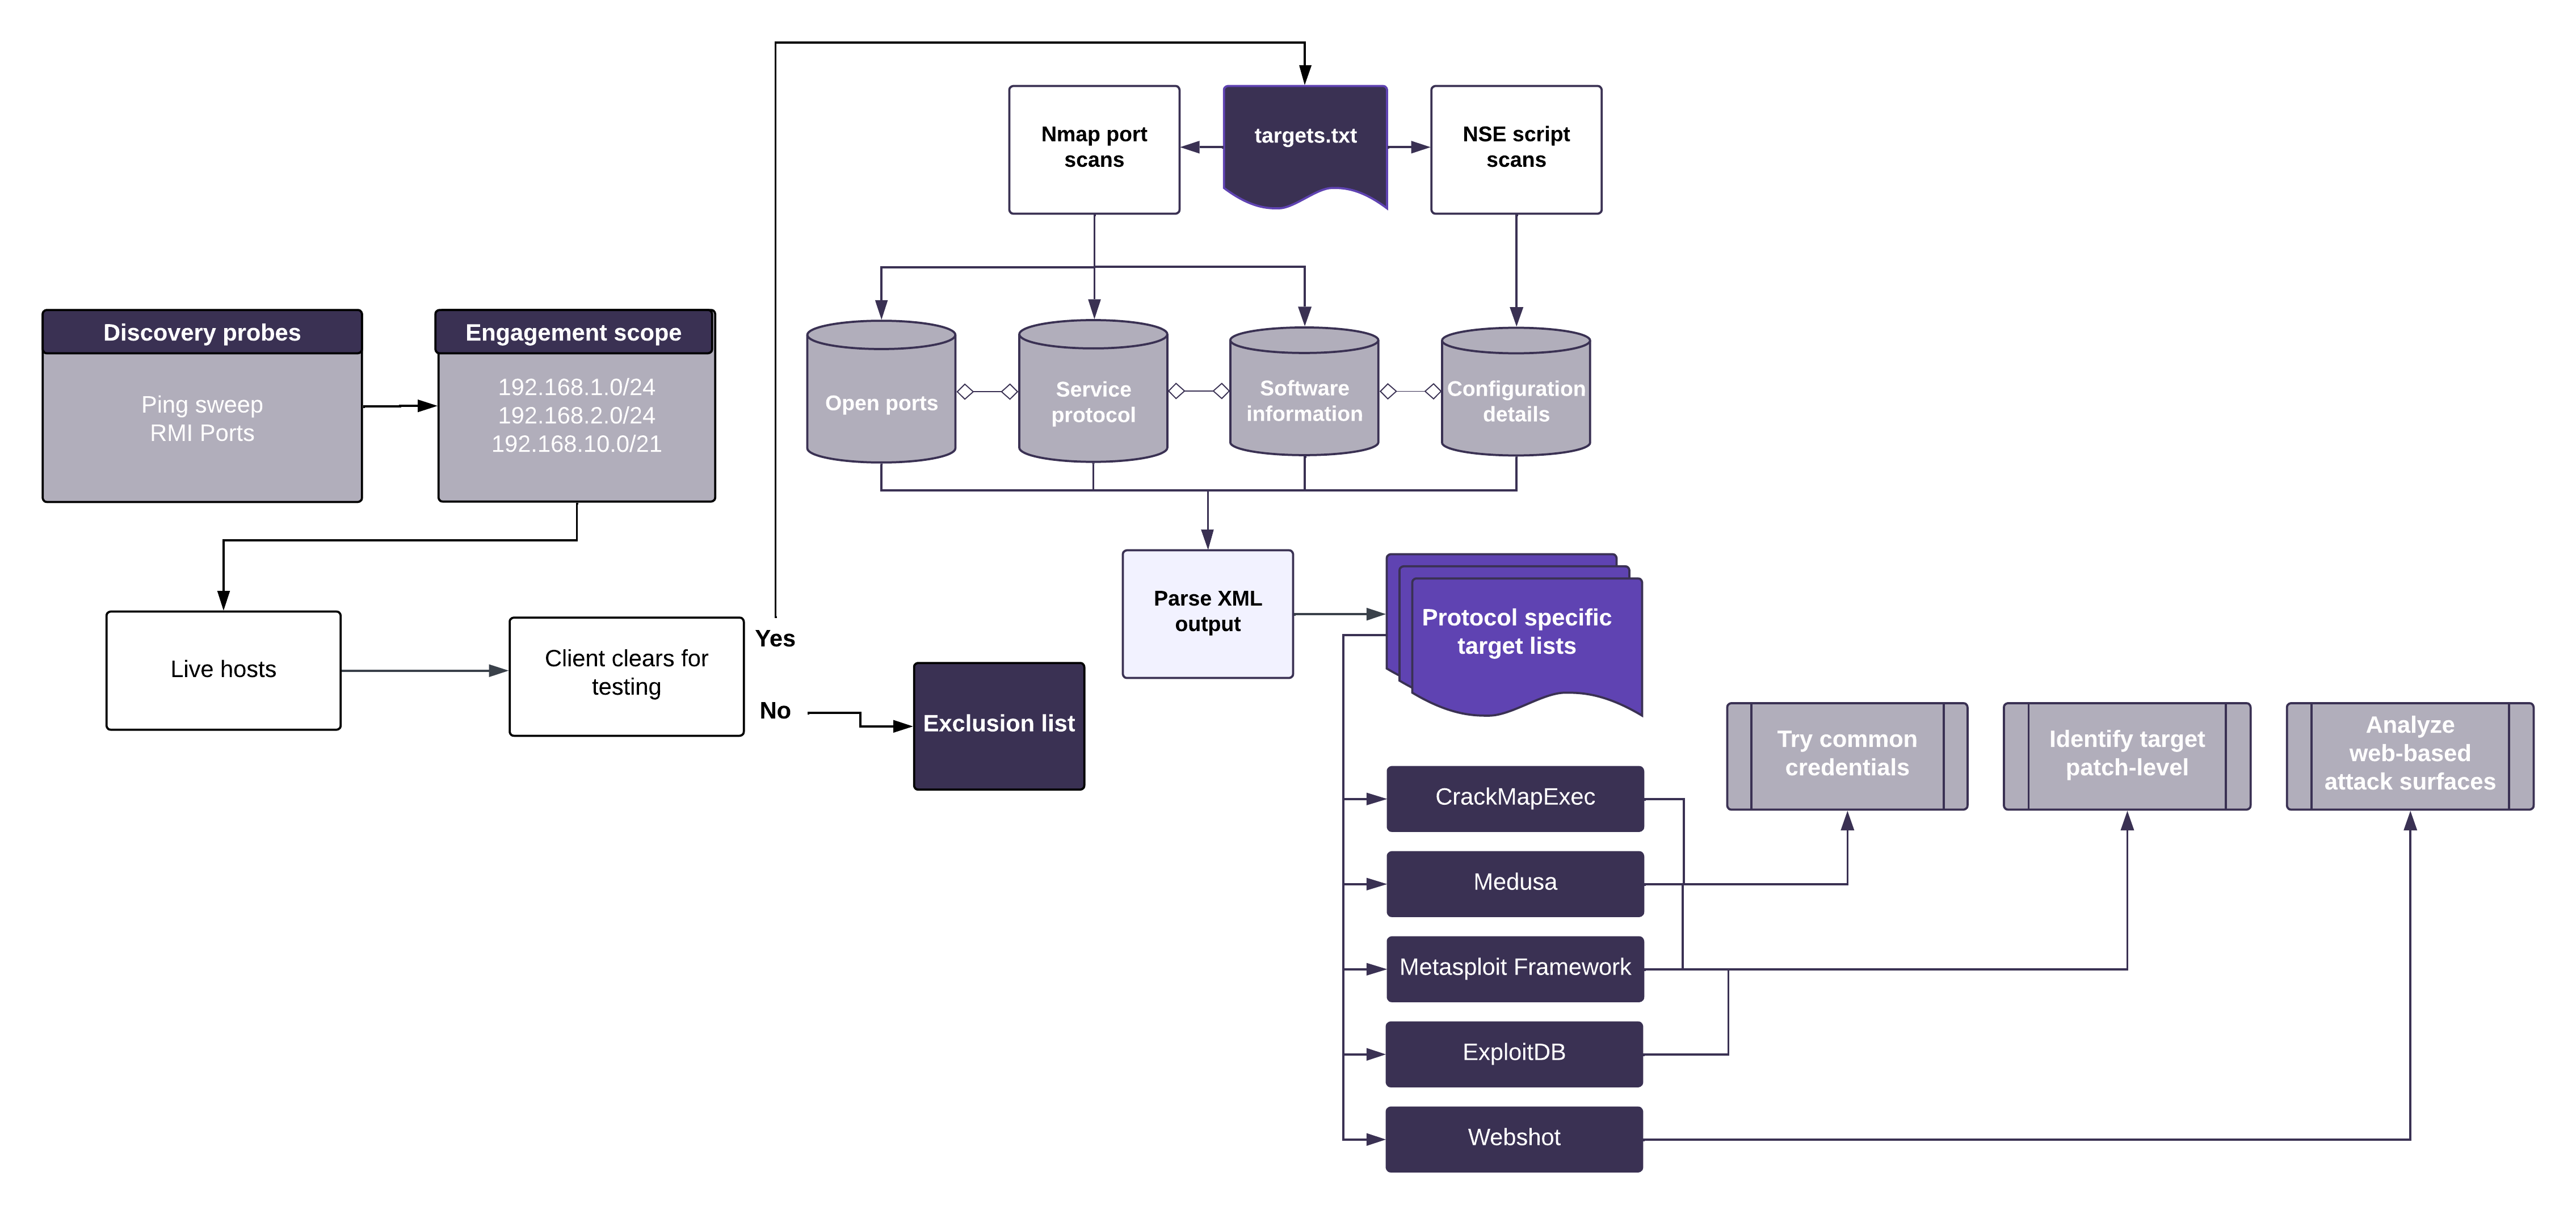 Discovery probes
Ping sweep
RMI Ports
Engagement scope
192.168.1.0/24
192.168.2.0/24
192.168.10.0/21
Live hosts
Client clears for
testing
Yes
No
Exclusion list
Nmap port
scans
targets.txt
NSE script
scans
Open ports
Service
protocol
Software
information
Configuration
details
Parse XML
output
Protocol specific
target lists
CrackMapExec
Medusa
Metasploit Framework
ExploitDB
Webshot
Try common
credentials
Identify target
patch-level
Analyze
web-based
attack surfaces